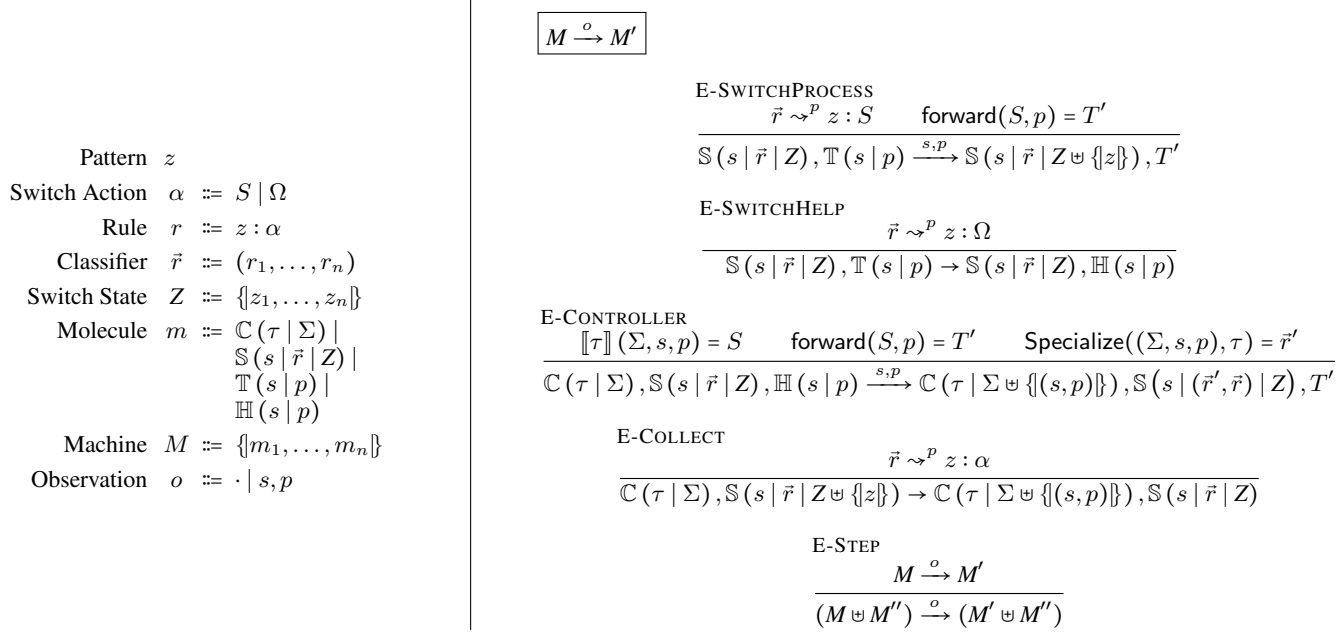 Pattern z
Switch Action α ::= S | Ω
Rule r ::= z : α
Classifier r⃗ ::= (r₁, . . . , rₙ)
Switch State Z ::= {|z₁, . . . , zₙ|}
Molecule m ::= ℂ (τ | Σ) |
𝕊 (s | r⃗ | Z) |
𝕋 (s | p) |
ℍ (s | p)
Machine M ::= {|m₁, . . . , mₙ|}
Observation o ::= · | s, p
M —o→ M′
E-SWITCHPROCESS
r⃗ ⇝ᵖ z : S forward(S, p) = T′
𝕊 (s | r⃗ | Z) , 𝕋 (s | p) —s,p→ 𝕊 (s | r⃗ | Z ⊎ {|z|}) , T′
E-SWITCHHELP
r⃗ ⇝ᵖ z : Ω
𝕊 (s | r⃗ | Z) , 𝕋 (s | p) → 𝕊 (s | r⃗ | Z) , ℍ (s | p)
E-CONTROLLER
⟦τ⟧ (Σ, s, p) = S forward(S, p) = T′ Specialize((Σ, s, p), τ) = r⃗′
ℂ (τ | Σ) , 𝕊 (s | r⃗ | Z) , ℍ (s | p) —s,p→ ℂ (τ | Σ ⊎ {|(s, p)|}) , 𝕊 (s | (r⃗′, r⃗) | Z) , T′
E-COLLECT
r⃗ ⇝ᵖ z : α
ℂ (τ | Σ) , 𝕊 (s | r⃗ | Z ⊎ {|z|}) → ℂ (τ | Σ ⊎ {|(s, p)|}) , 𝕊 (s | r⃗ | Z)
E-STEP
M —o→ M′
(M ⊎ M′′) —o→ (M′ ⊎ M′′)